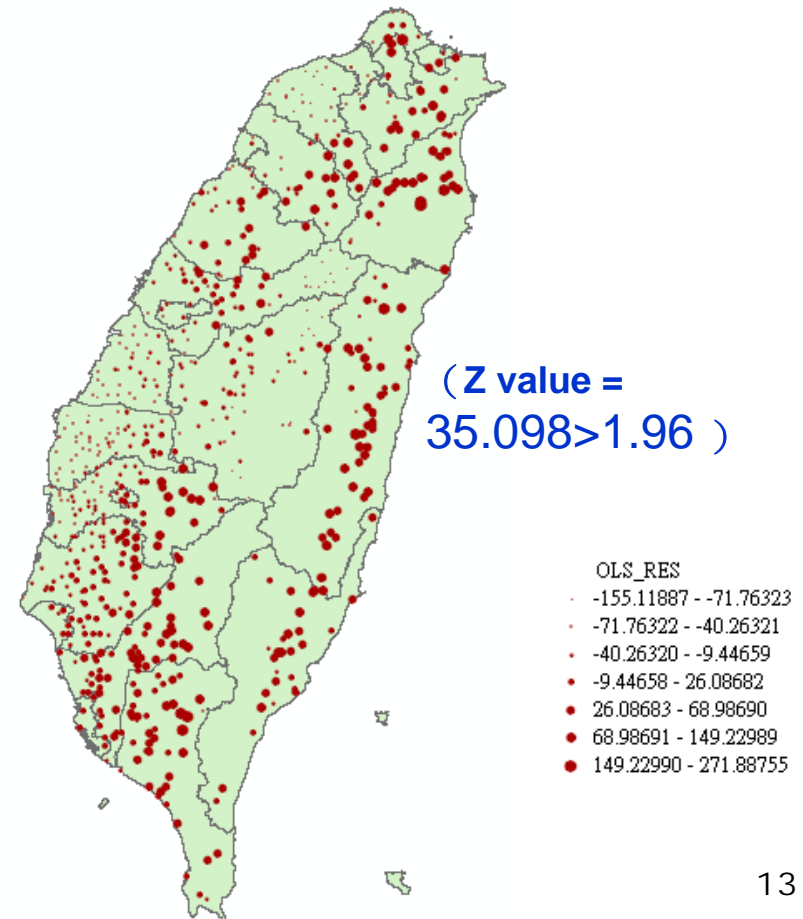 （Z value =
35.098>1.96 ）
OLS_RES
-155.11887 - -71.76323
-71.76322 - -40.26321
-40.26320 - -9.44659
-9.44658 - 26.08682
26.08683 - 68.98690
68.98691 - 149.22989
149.22990 - 271.88755
13